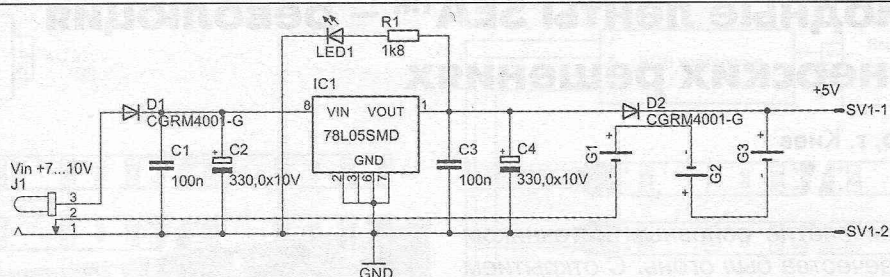 R1
LED1
1k8
IC1
+5V
D1
CGRM4001-G
8
VIN
VOUT
1
D2
CGRM4001-G
SV1-1
78L05SMD
Vin +7...10V
J1
C1
100n
+
C2
330,0x10V
GND
2
3
6
7
C3
100n
+
C4
330,0x10V
G1
+
-
G2
-
+
G3
+
-
3
2
1
SV1-2
GND